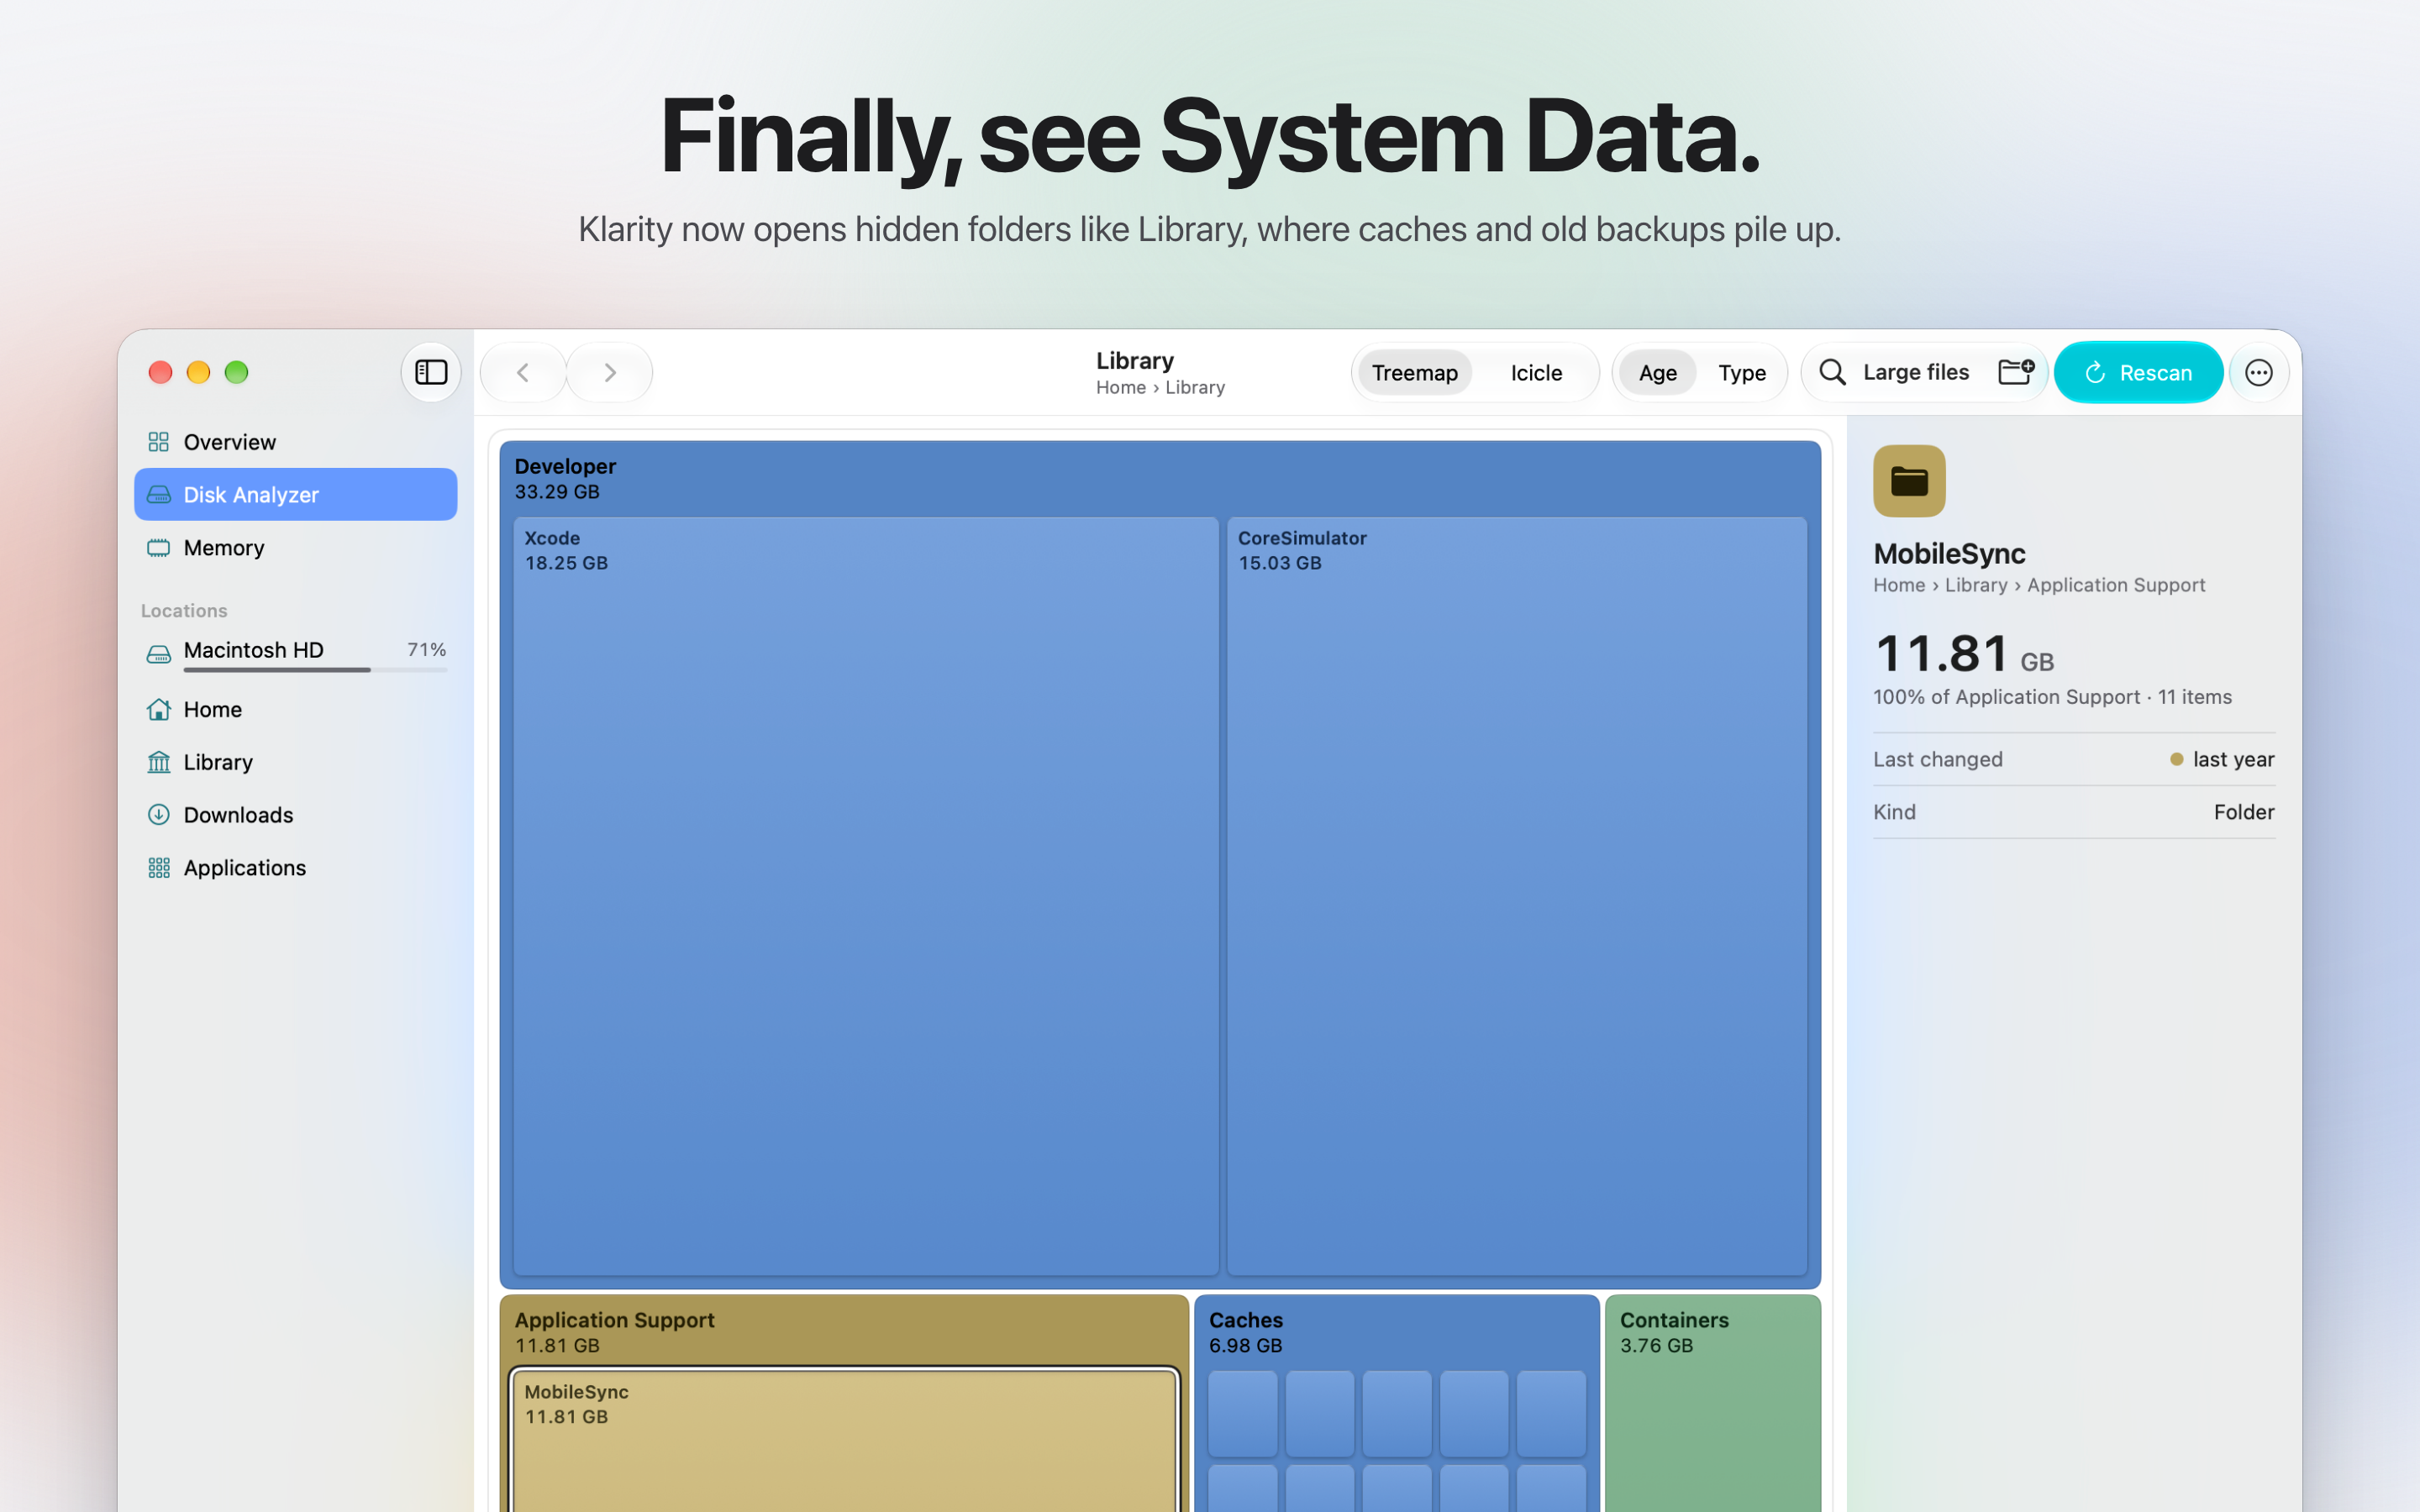 Finally, see System Data.
Klarity now opens hidden folders like Library, where caches and old backups pile up.
Library
Home › Library
Treemap
Icicle
Age
Type
Large files
Rescan
Overview
Disk Analyzer
Memory
Locations
Macintosh HD 71%
Home
Library
Downloads
Applications
Developer
33.29 GB
Xcode
18.25 GB
CoreSimulator
15.03 GB
Application Support
11.81 GB
MobileSync
11.81 GB
Caches
6.98 GB
Containers
3.76 GB
MobileSync
Home › Library › Application Support
11.81 GB
100% of Application Support · 11 items
Last changed last year
Kind Folder